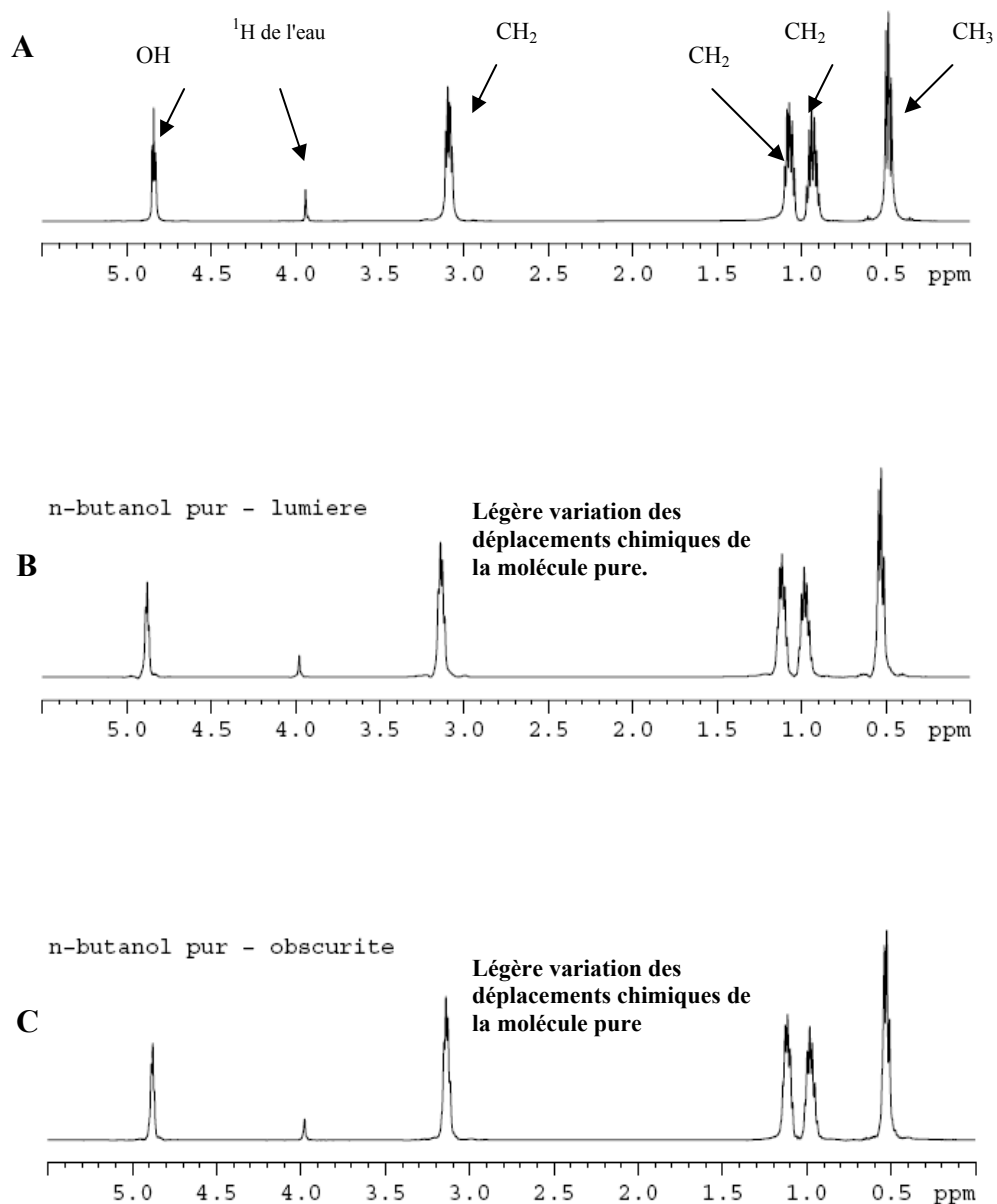 A
OH
¹H de l'eau
CH₂
CH₂
CH₂
CH₃
5.0 4.5 4.0 3.5 3.0 2.5 2.0 1.5 1.0 0.5 ppm
n-butanol pur - lumiere
B
Légère variation des
déplacements chimiques de
la molécule pure.
5.0 4.5 4.0 3.5 3.0 2.5 2.0 1.5 1.0 0.5 ppm
n-butanol pur - obscurite
C
Légère variation des
déplacements chimiques de
la molécule pure
5.0 4.5 4.0 3.5 3.0 2.5 2.0 1.5 1.0 0.5 ppm